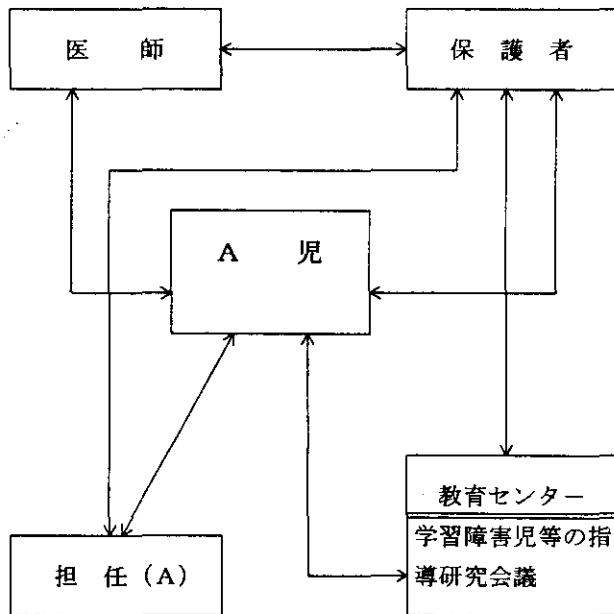 医師
保護者
A児
教育センター
学習障害児等の指
導研究会議
担任（A）